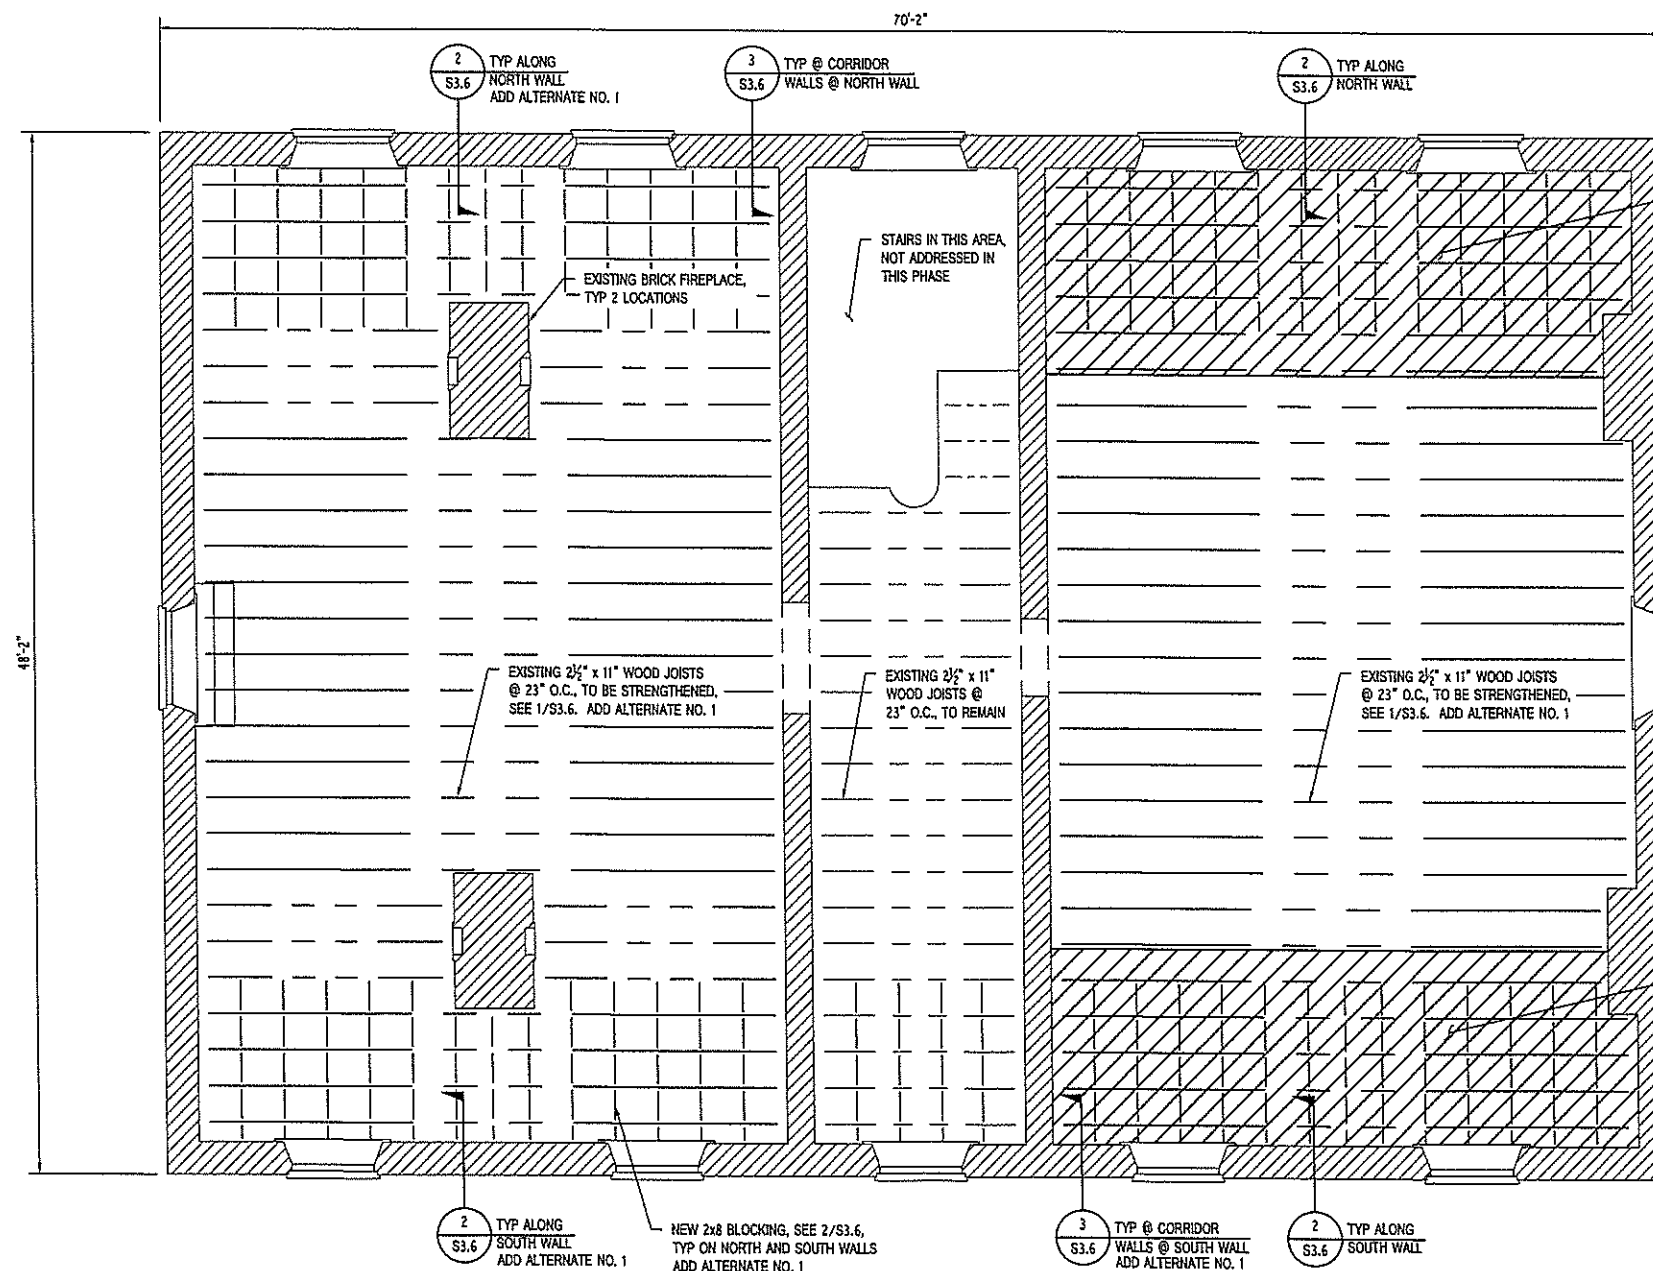 70'-2"
2
S3.6
TYP ALONG
NORTH WALL
ADD ALTERNATE NO. 1
3
S3.6
TYP @ CORRIDOR
WALLS @ NORTH WALL
2
S3.6
TYP ALONG
NORTH WALL
STAIRS IN THIS AREA,
NOT ADDRESSED IN
THIS PHASE
EXISTING BRICK FIREPLACE,
TYP 2 LOCATIONS
48'-2"
EXISTING 2½" x 11" WOOD JOISTS
@ 23" O.C., TO BE STRENGTHENED,
SEE 1/S3.6. ADD ALTERNATE NO. 1
EXISTING 2½" x 11"
WOOD JOISTS @
23" O.C., TO REMAIN
EXISTING 2½" x 11" WOOD JOISTS
@ 23" O.C., TO BE STRENGTHENED,
SEE 1/S3.6. ADD ALTERNATE NO. 1
2
S3.6
TYP ALONG
SOUTH WALL
ADD ALTERNATE NO. 1
NEW 2x8 BLOCKING, SEE 2/S3.6,
TYP ON NORTH AND SOUTH WALLS
ADD ALTERNATE NO. 1
3
S3.6
TYP @ CORRIDOR
WALLS @ SOUTH WALL
ADD ALTERNATE NO. 1
2
S3.6
TYP ALONG
SOUTH WALL